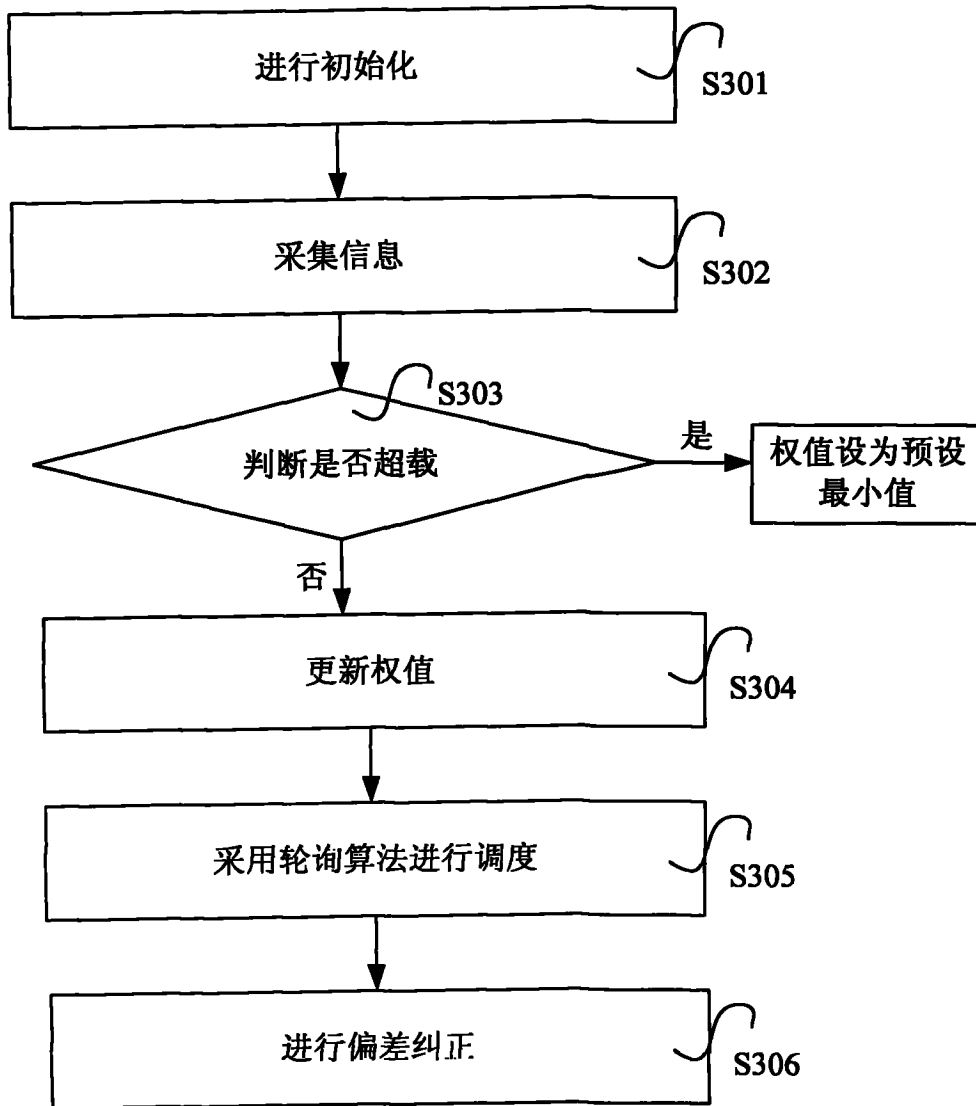 进行初始化
S301
采集信息
S302
S303
判断是否超载
是
权值设为预设
最小值
否
更新权值
S304
采用轮询算法进行调度
S305
进行偏差纠正
S306